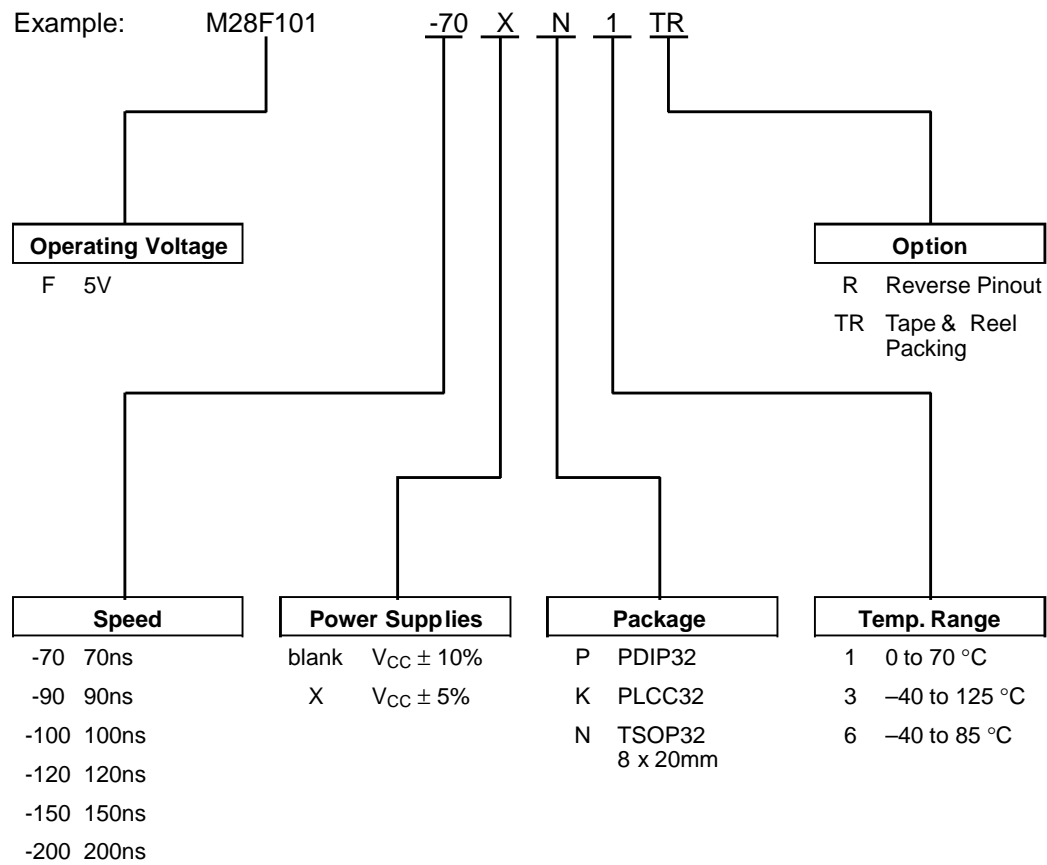 Example: M28F101 -70 X N 1 TR
Operating Voltage
F 5V
Option
R Reverse Pinout
TR Tape & Reel
Packing
Speed
-70 70ns
-90 90ns
-100 100ns
-120 120ns
-150 150ns
-200 200ns
Power Supplies
blank VCC ± 10%
X VCC ± 5%
Package
P PDIP32
K PLCC32
N TSOP32
8 x 20mm
Temp. Range
1 0 to 70 °C
3 –40 to 125 °C
6 –40 to 85 °C